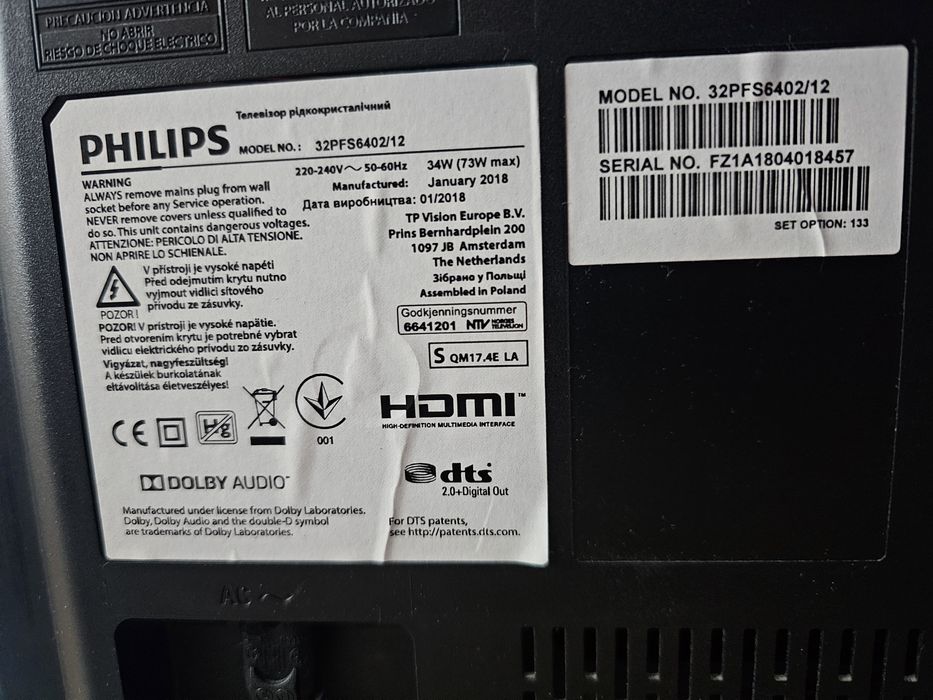 PRECAUCION ADVERTENCIA
NO ABRIR
RIESGO DE CHOQUE ELECTRICO
AL PERSONAL AUTORIZADO
POR LA COMPAÑIA
Телевізор рідкокристалічний
PHILIPS MODEL NO.: 32PFS6402/12
220-240V～ 50-60Hz 34W (73W max)
Manufactured: January 2018
Дата виробництва: 01/2018
TP Vision Europe B.V.
Prins Bernhardplein 200
1097 JB Amsterdam
The Netherlands
Зібрано у Польщі
Assembled in Poland
WARNING
ALWAYS remove mains plug from wall
socket before any Service operation.
NEVER remove covers unless qualified to
do so. This unit contains dangerous voltages.
ATTENZIONE: PERICOLO DI ALTA TENSIONE.
NON APRIRE LO SCHIENALE.
V přístroji je vysoké napětí
Před odejmutím krytu nutno
vyjmout vidlici síťového
přívodu ze zásuvky.
POZOR!
POZOR! V prístroji je vysoké napätie.
Pred otvorením krytu je potrebné vybrat
vidlicu elektrického prívodu zo zásuvky.
Vigyázat, nagyfeszültség!
A készülek burkolatának
eltávolítása életveszélyes!
Godkjenningsnummer
6641201 NTV NORGES
TELEVISJON
S QM17.4E LA
CE
Hg
001
HDMI™
HIGH-DEFINITION MULTIMEDIA INTERFACE
DOLBY AUDIO™
dts
2.0+Digital Out
Manufactured under license from Dolby Laboratories.
Dolby, Dolby Audio and the double-D symbol
are trademarks of Dolby Laboratories.
For DTS patents,
see http://patents.dts.com.
MODEL NO. 32PFS6402/12
SERIAL NO. FZ1A1804018457
SET OPTION: 133
AC ～